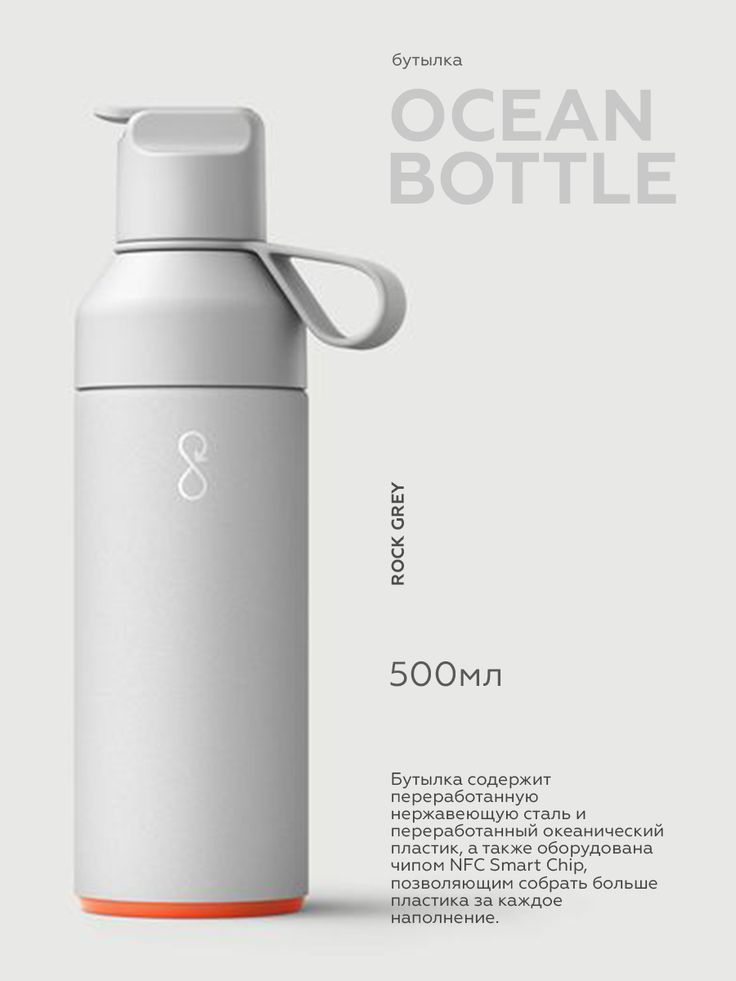 бутылка
OCEAN
BOTTLE
ROCK GREY
500мл
Бутылка содержит
переработанную
нержавеющую сталь и
переработанный океанический
пластик, а также оборудована
чипом NFC Smart Chip,
позволяющим собрать больше
пластика за каждое
наполнение.